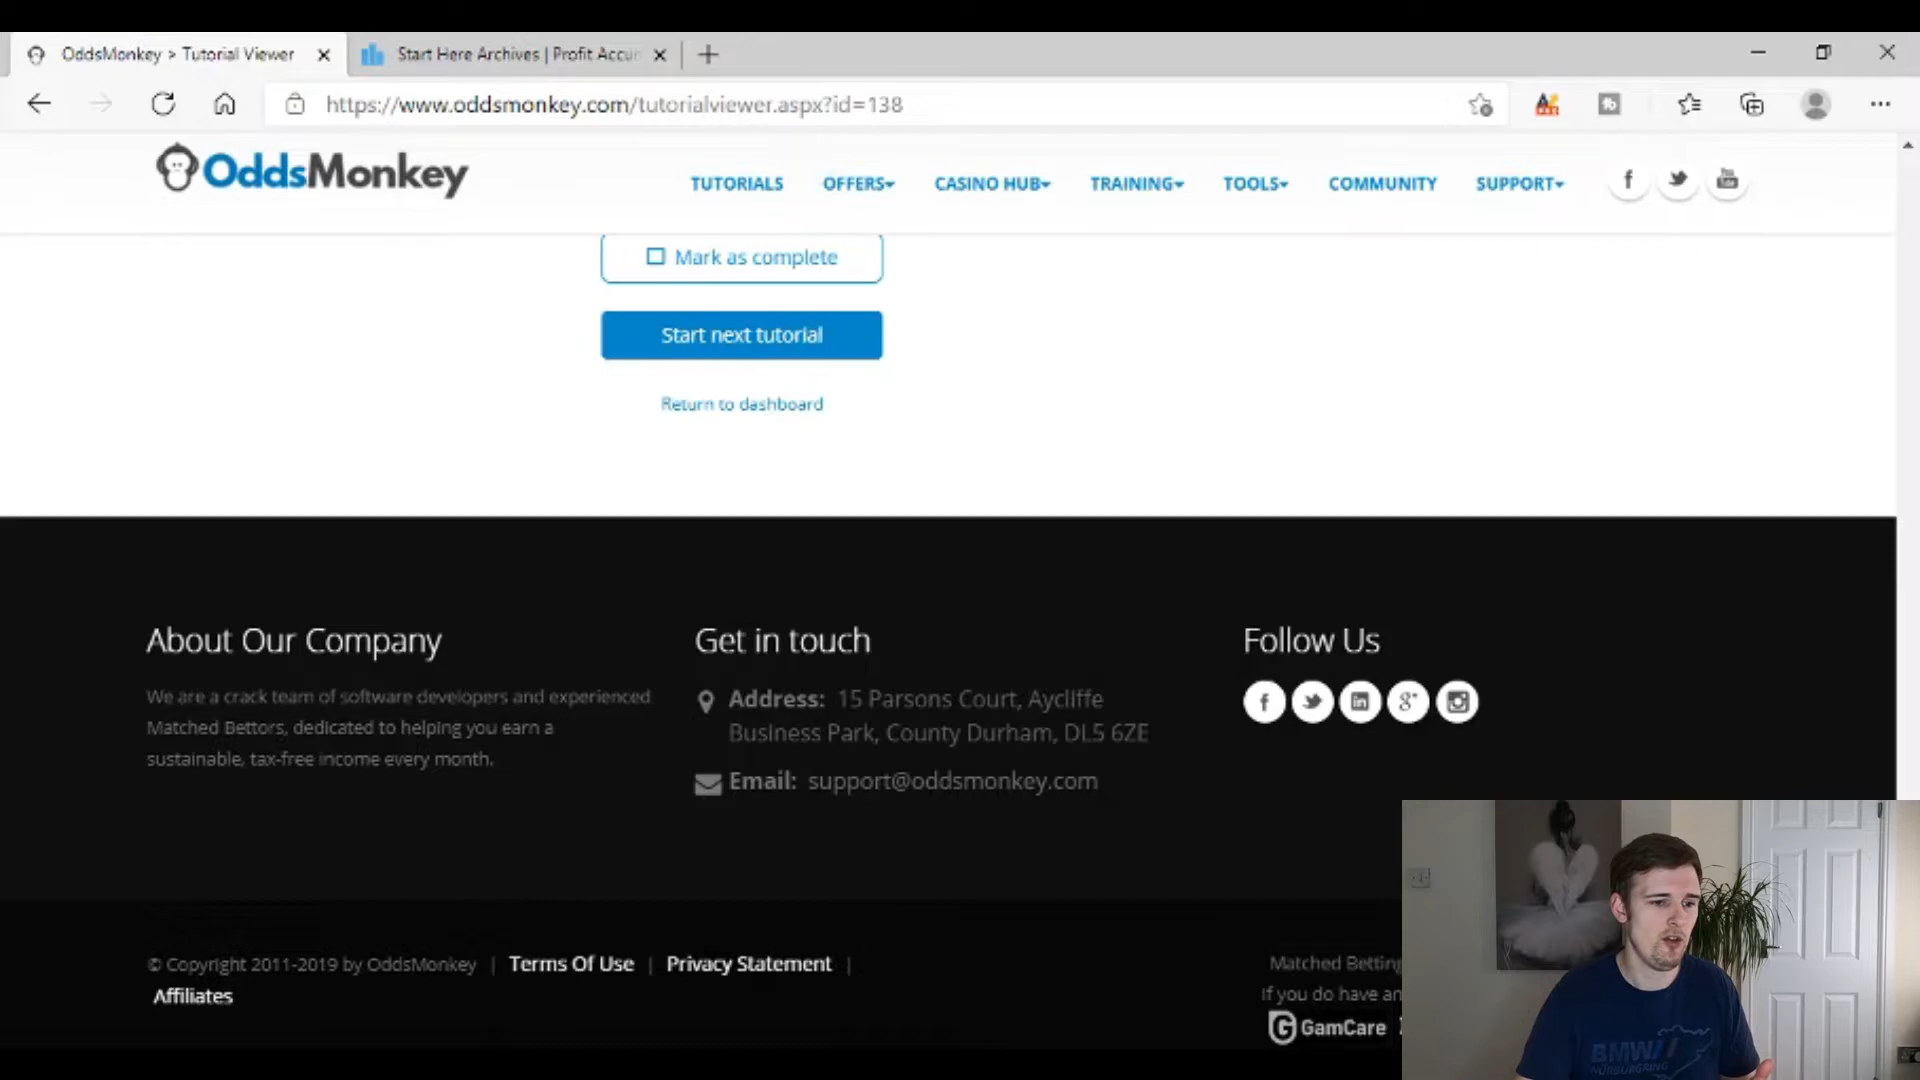 OddsMonkey > Tutorial Viewer
Start Here Archives | Profit Accu
https://www.oddsmonkey.com/tutorialviewer.aspx?id=138
OddsMonkey
TUTORIALS
OFFERS
CASINO HUB
TRAINING
TOOLS
COMMUNITY
SUPPORT
Mark as complete
Start next tutorial
Return to dashboard
About Our Company
We are a crack team of software developers and experienced
Matched Bettors, dedicated to helping you earn a
sustainable, tax-free income every month.
Get in touch
Address: 15 Parsons Court, Aycliffe
Business Park, County Durham, DL5 6ZE
Email: support@oddsmonkey.com
Follow Us
© Copyright 2011-2019 by OddsMonkey | Terms Of Use | Privacy Statement |
Affiliates
Matched Betting
If you do have an
GamCare
BMW
NÜRBURGRING